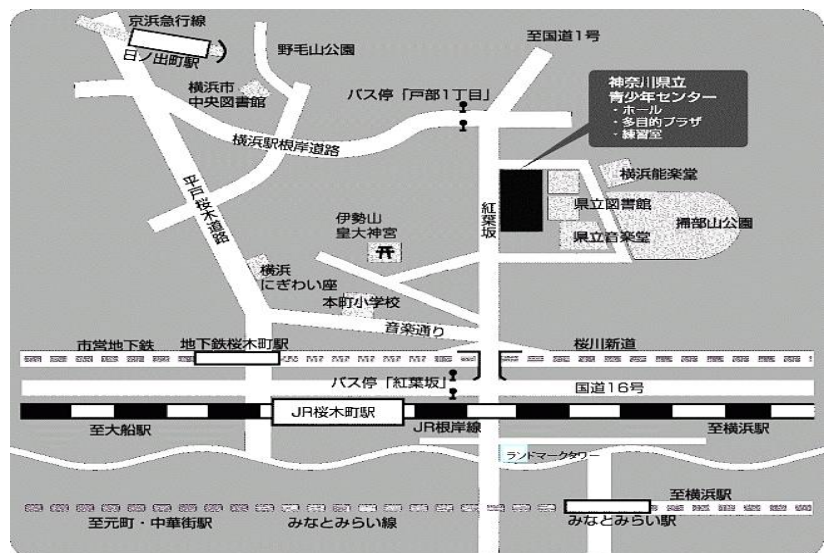 京浜急行線
日ノ出町駅
野毛山公園
至国道1号
横浜市
中央図書館
バス停「戸部1丁目」
神奈川県立
青少年センター
・ホール
・多目的プラザ
・練習室
横浜駅根岸道路
横浜能楽堂
平戸桜木道路
紅葉坂
県立図書館
掃部山公園
伊勢山
皇大神宮
県立音楽堂
横浜
にぎわい座
本町小学校
音楽通り
市営地下鉄
地下鉄桜木町駅
桜川新道
バス停「紅葉坂」
国道16号
JR桜木町駅
至大船駅
JR根岸線
至横浜駅
ランドマークタワー
至横浜駅
至元町・中華街駅
みなとみらい線
みなとみらい駅